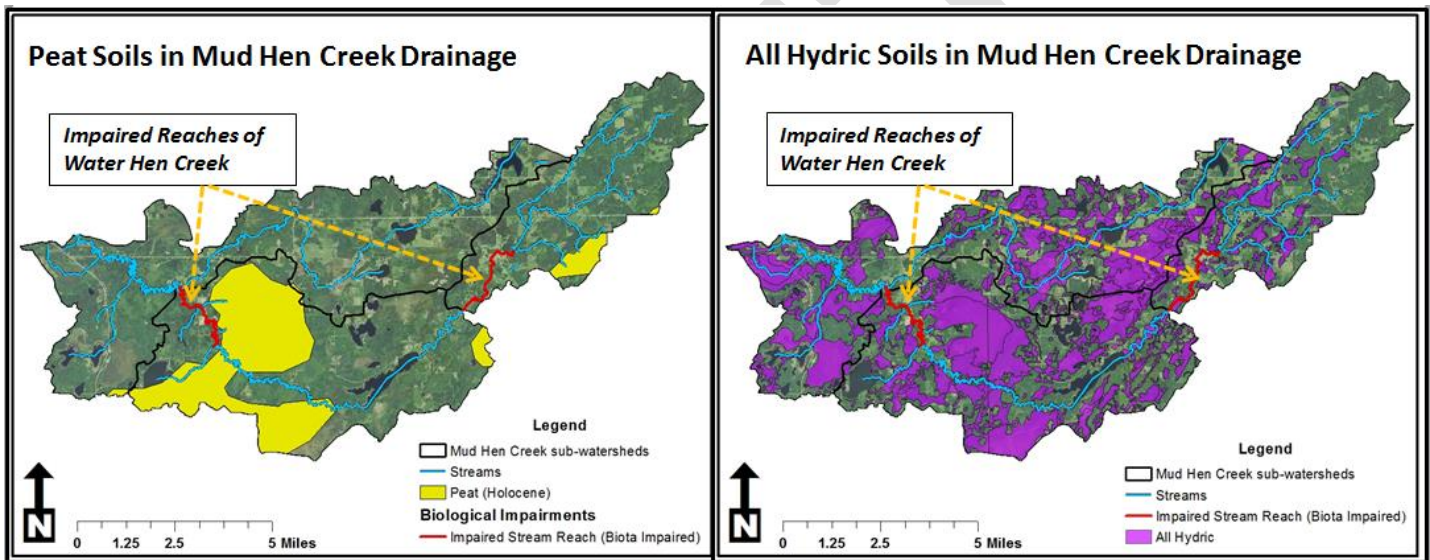 Peat Soils in Mud Hen Creek Drainage
Impaired Reaches of
Water Hen Creek
Legend
Mud Hen Creek sub-watersheds
Streams
Peat (Holocene)
Biological Impairments
Impaired Stream Reach (Biota Impaired)
N
0 1.25 2.5 5 Miles
All Hydric Soils in Mud Hen Creek Drainage
Impaired Reaches of
Water Hen Creek
Legend
Mud Hen Creek sub-watersheds
Streams
Impaired Stream Reach (Biota Impaired)
All Hydric
N
0 1.25 2.5 5 Miles